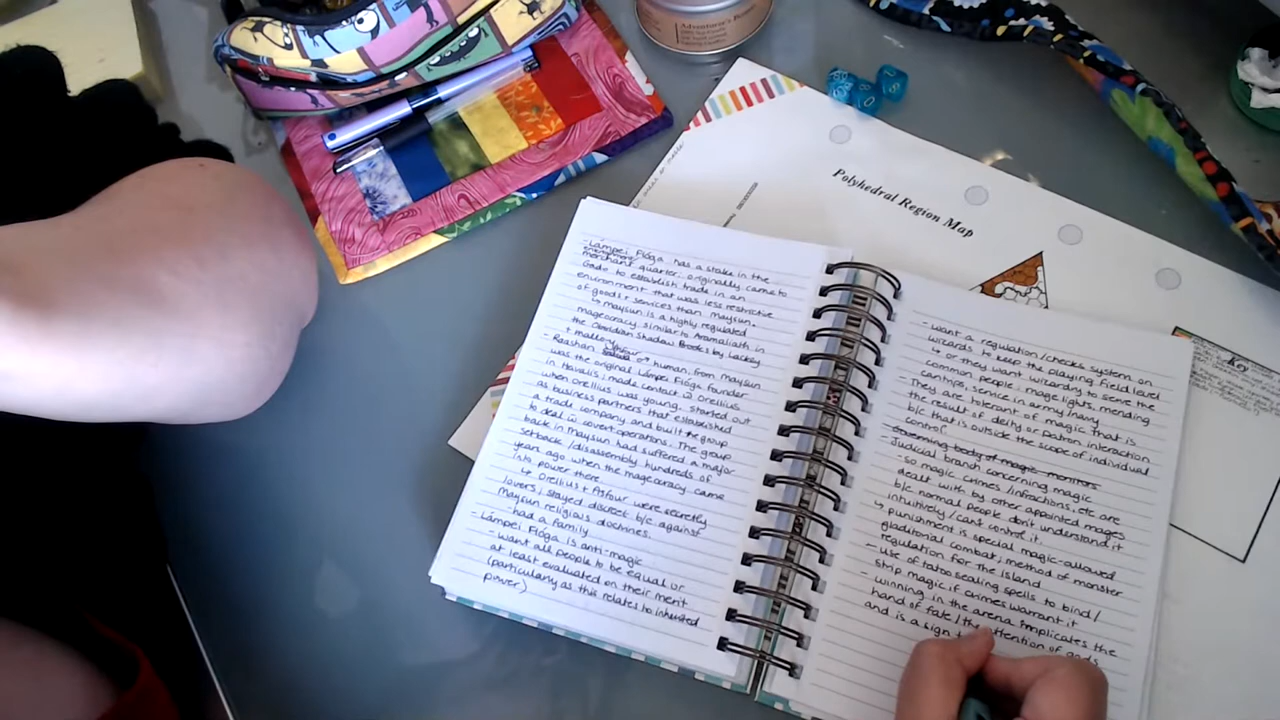 Adventurer's
Polyhedral Region Map
Key
- Lámpei Flóga has a stake in the
merchant quarter; originally came to
Gado to establish trade in an
environment that was less restrictive
of goods & services than Maysun.
↳ Maysun is a highly regulated
mageocracy similar to Aramaliath in
the Obsidian Shadow Books by Lackey
+ Mallory
- Raashan Asfour ♂ human, from Maysun
was the original Lámpei Flóga founder
in Havalis; made contact w Orellius
when Orellius was young. Started out
as business partners that established
a trade company and built the group
to deal w covert operations. The group
back in Maysun had suffered a major
setback/disassembly hundreds of
years ago when the mageocracy came
into power there.
↳ Orellius + Asfour were secretly
lovers; stayed discreet b/c against
Maysun religious doctrines.
- had a family
- Lámpei Flóga is anti-magic
- want all people to be equal or
at least evaluated on their merit
(particularly as this relates to inherited
power)
- want a regulation/checks system on
wizards to keep the playing field level
↳ or they want wizardry to serve the
common people: mage lights, mending
cantrips, service in army/navy
- They are tolerant of magic that is
the result of deity or patron interaction
b/c that is outside the scope of individual
control
Governing body of magic monitors
- Judicial branch concerning magic
- so magic crimes/infractions, etc are
dealt with by other appointed mages
b/c normal people don't understand it
intuitively/can't control it
↳ punishment is special magic-allowed
gladitorial combat; method of monster
regulation for the island
- use of tatoo sealing spells to bind/
strip magic if crimes warrant it
- winning in the arena implicates the
hand of fate/the attention of gods
and is a sign